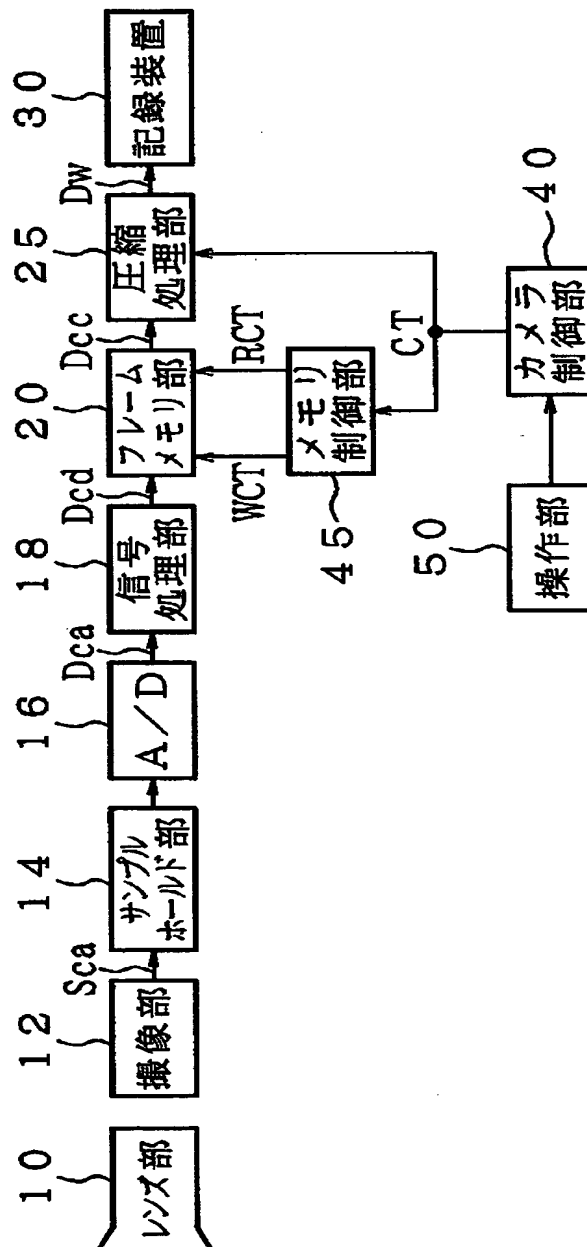 10
レンズ部
12
撮像部
Sca
14
サンプル
ホールド部
16
A/D
Dca
18
信号
処理部
Dcd
20
フレーム
メモリ部
Dcc
25
圧縮
処理部
Dw
30
記録装置
WCT
RCT
メモリ
制御部
45
CT
50
操作部
カメラ
制御部
40